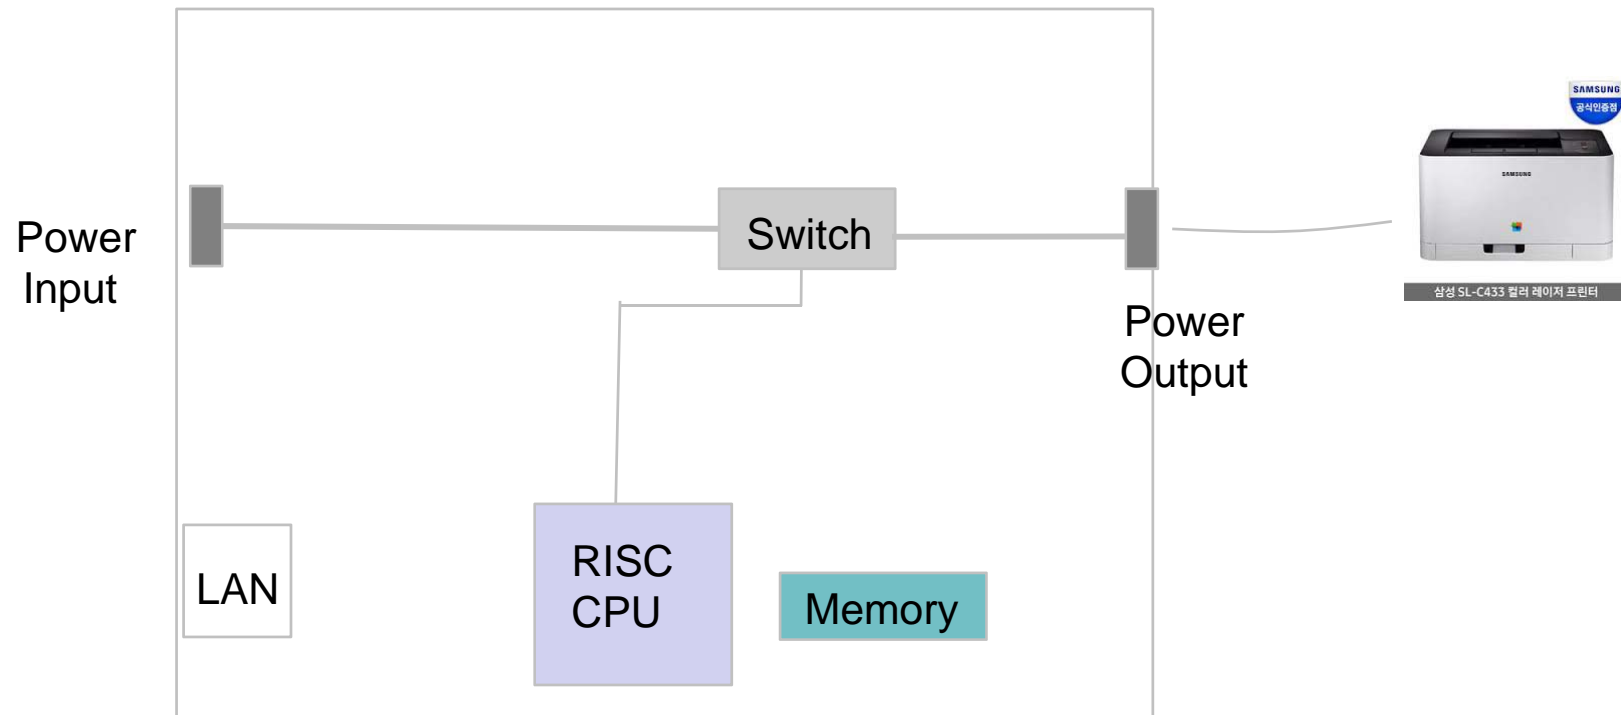 SAMSUNG
공식인증점
SAMSUNG
Power
Input
Switch
삼성 SL-C433 컬러 레이저 프린터
Power
Output
LAN
RISC
CPU
Memory